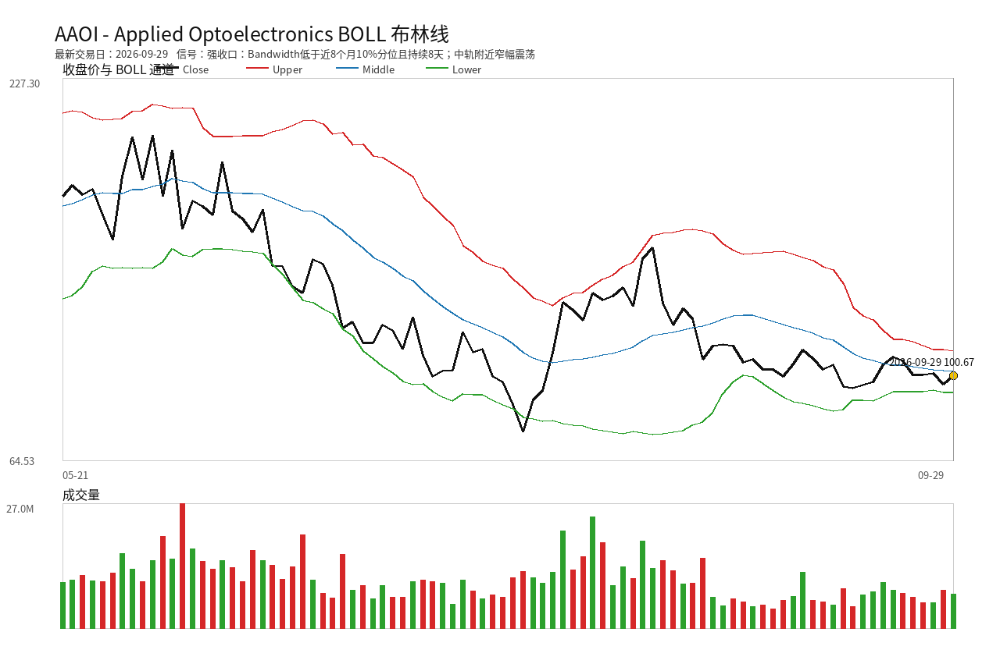 AAOI - Applied Optoelectronics BOLL 布林线
最新交易日：2026-09-29 信号：强收口：Bandwidth低于近8个月10%分位且持续8天；中轨附近窄幅震荡
收盘价与 BOLL 通道 Close Upper Middle Lower
227.30
2026-09-29 100.67
64.53
05-21 09-29
成交量
27.0M